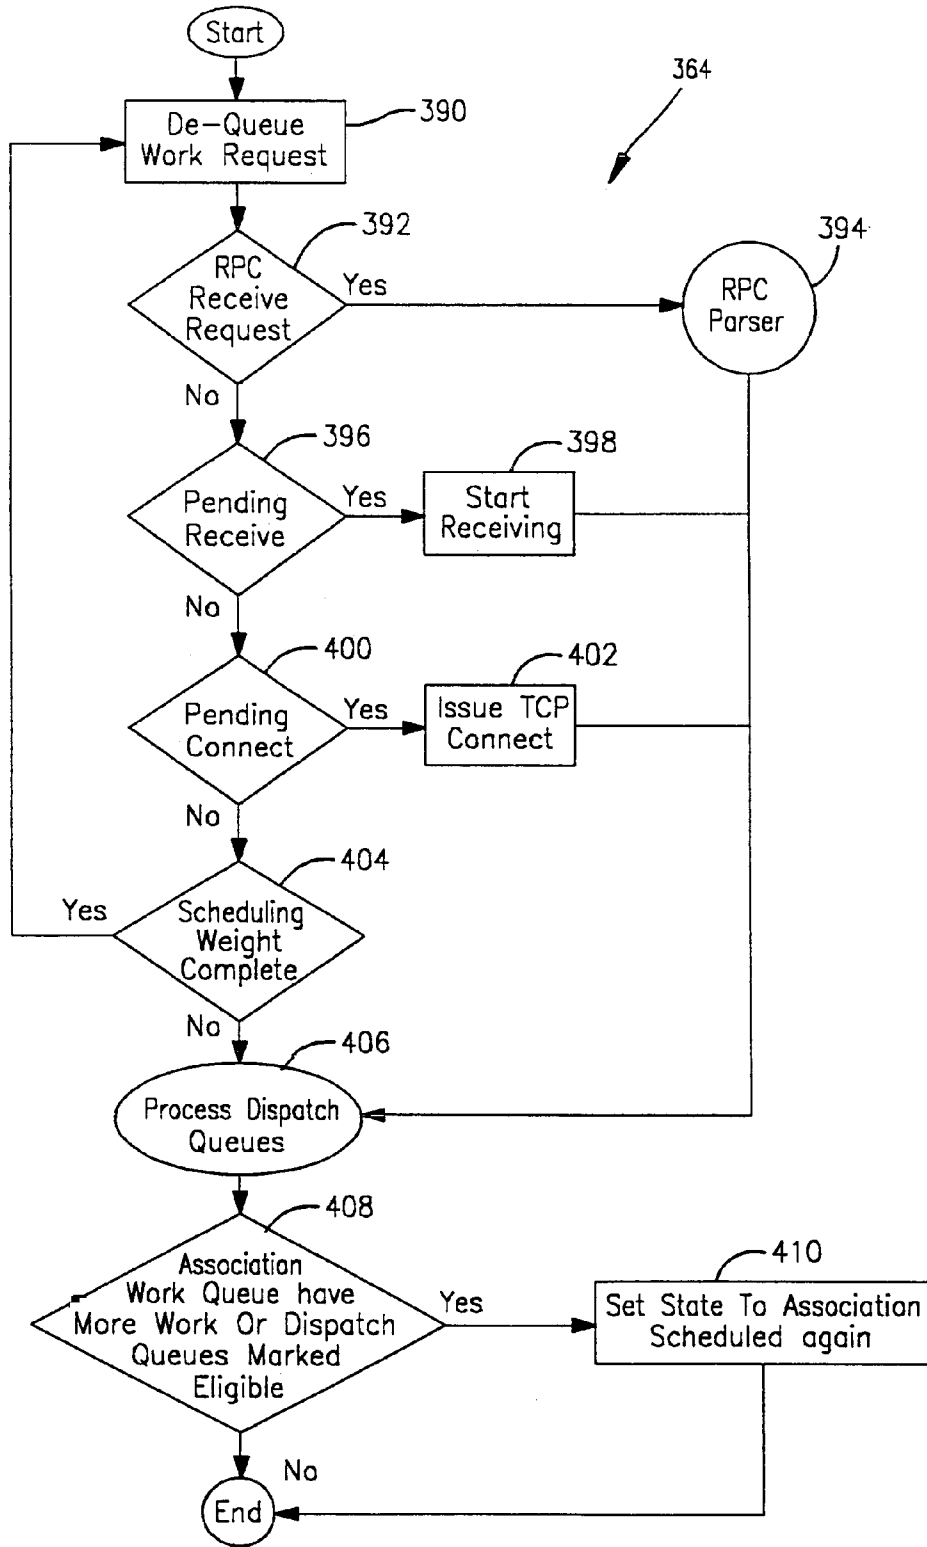 Start
364
390
De-Queue
Work Request
392
RPC
Receive
Request
Yes
394
RPC
Parser
No
396
Pending
Receive
Yes
398
Start
Receiving
No
400
Pending
Connect
Yes
402
Issue TCP
Connect
No
404
Scheduling
Weight
Complete
Yes
No
406
Process Dispatch
Queues
408
Association
Work Queue have
More Work Or Dispatch
Queues Marked
Eligible
Yes
410
Set State To Association
Scheduled again
No
End